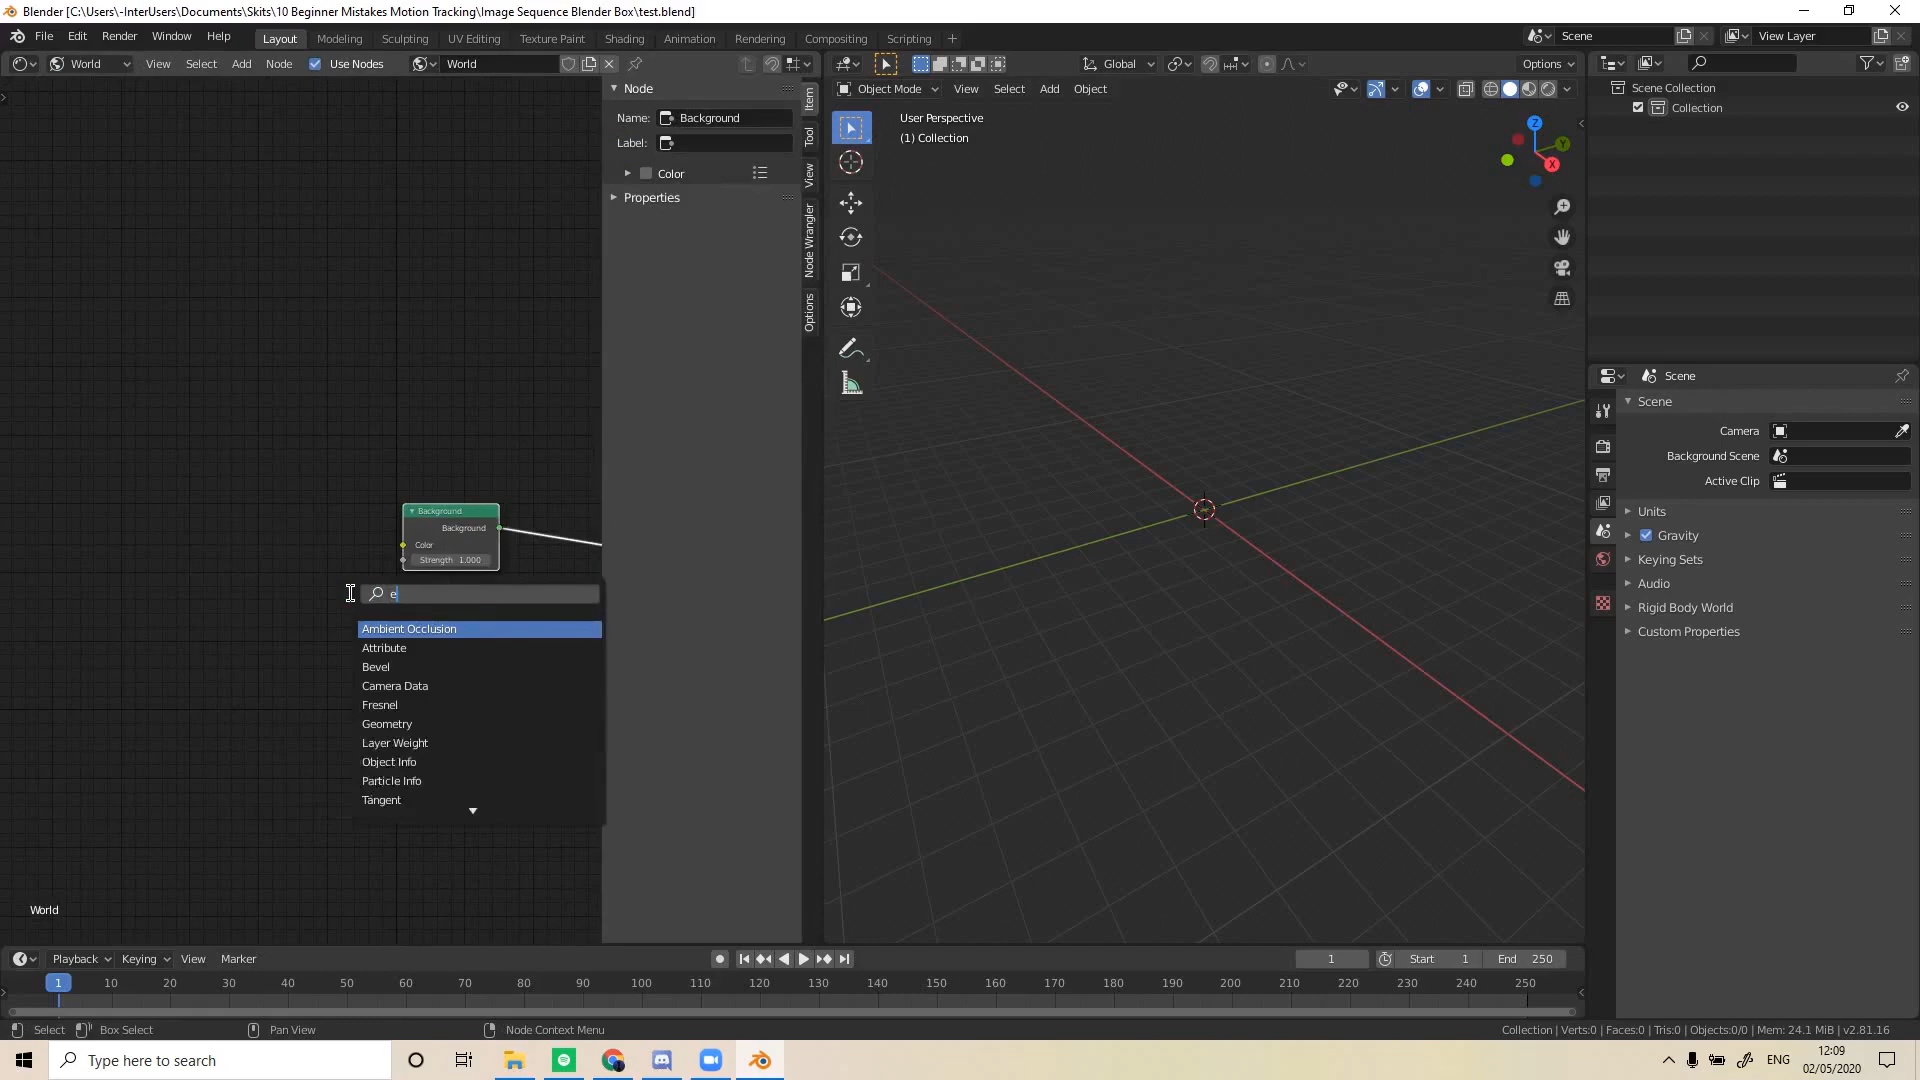 Blender [C:\Users\-InterUsers\Documents\Skits\10 Beginner Mistakes Motion Tracking\Image Sequence Blender Box\test.blend]
File Edit Render Window Help Layout Modeling Sculpting UV Editing Texture Paint Shading Animation Rendering Compositing Scripting + Scene View Layer
World View Select Add Node Use Nodes World Global Options
Node
Name: Background
Label:
Color
Properties
Item
Tool
View
Node Wrangler
Options
Object Mode View Select Add Object
User Perspective
(1) Collection
Z
Y
X
Scene Collection
Collection
Scene
Scene
Camera
Background Scene
Active Clip
Units
Gravity
Keying Sets
Audio
Rigid Body World
Custom Properties
Background
Background
Color
Strength 1.000
e
Ambient Occlusion
Attribute
Bevel
Camera Data
Fresnel
Geometry
Layer Weight
Object Info
Particle Info
Tangent
World
Playback Keying View Marker 1 Start 1 End 250
1 10 20 30 40 50 60 70 80 90 100 110 120 130 140 150 160 170 180 190 200 210 220 230 240 250
Select Box Select Pan View Node Context Menu Collection | Verts:0 | Faces:0 | Tris:0 | Objects:0/0 | Mem: 24.1 MiB | v2.81.16
Type here to search ENG 12:09
02/05/2020